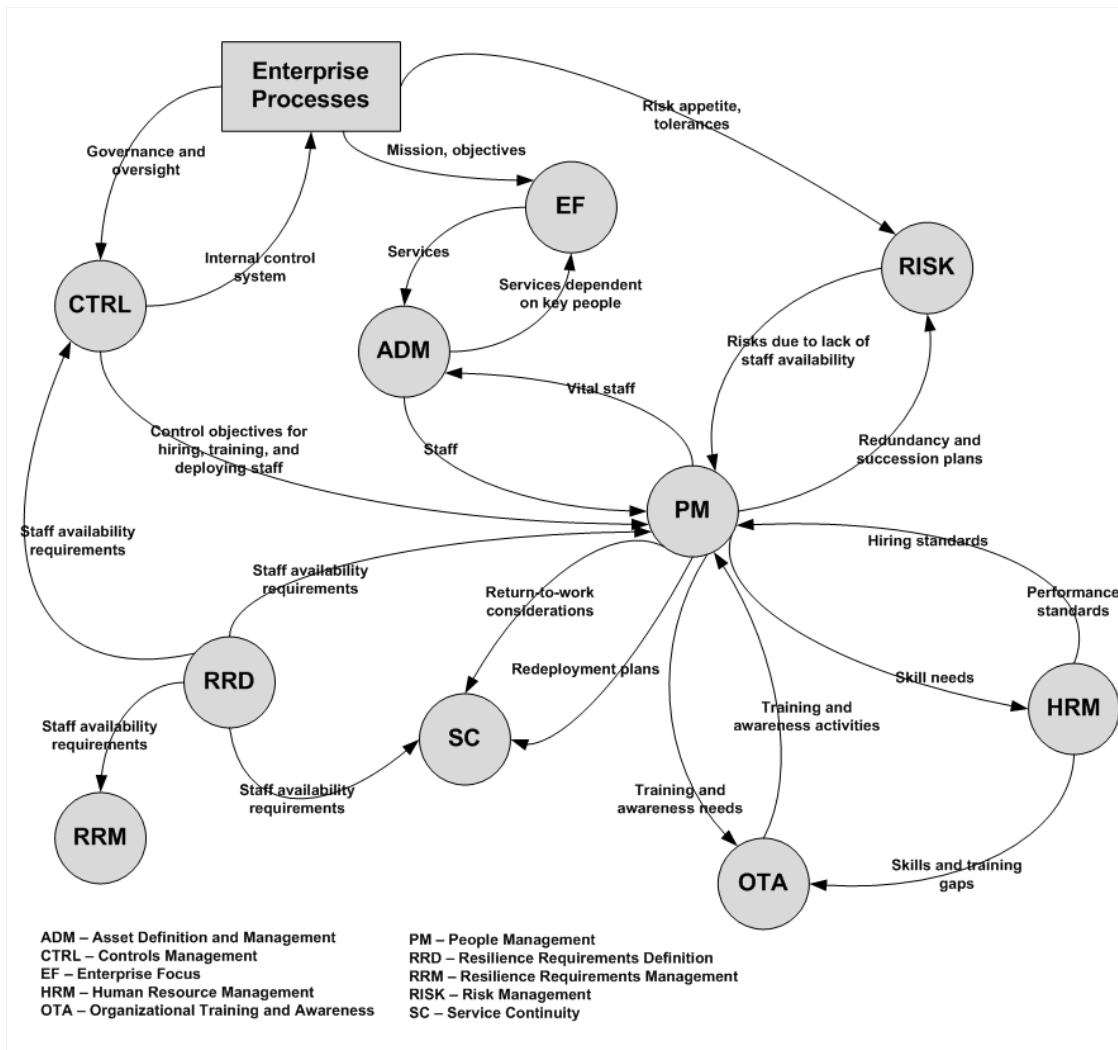 Enterprise
Processes
Risk appetite,
tolerances
Governance and
oversight
Mission, objectives
EF
Services
Internal control
system
RISK
CTRL
Services dependent
on key people
ADM
Risks due to lack of
staff availability
Vital staff
Control objectives for
hiring, training, and
deploying staff
Staff
Redundancy and
succession plans
PM
Staff availability
requirements
Hiring standards
Staff availability
requirements
Return-to-work
considerations
Performance
standards
Redeployment plans
Skill needs
RRD
HRM
Training and
awareness activities
Staff availability
requirements
SC
Staff availability
requirements
Training and
awareness needs
RRM
Skills and training
gaps
OTA
ADM – Asset Definition and Management
CTRL – Controls Management
EF – Enterprise Focus
HRM – Human Resource Management
OTA – Organizational Training and Awareness
PM – People Management
RRD – Resilience Requirements Definition
RRM – Resilience Requirements Management
RISK – Risk Management
SC – Service Continuity